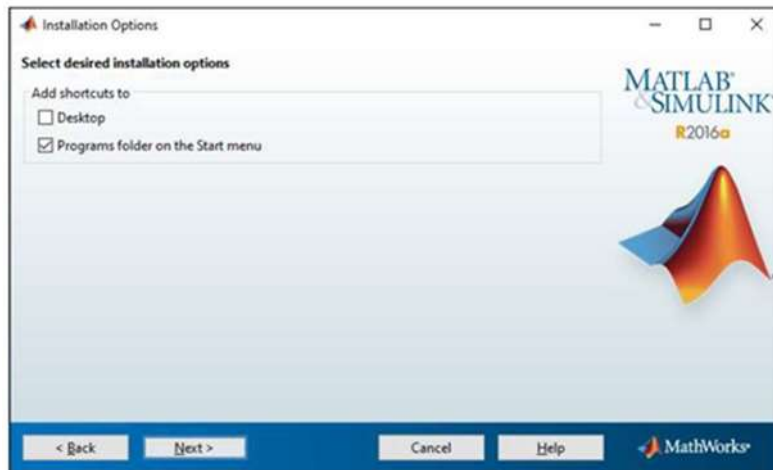 Installation Options
Select desired installation options
Add shortcuts to
Desktop
Programs folder on the Start menu
MATLAB®
&SIMULINK®
R2016a
< Back
Next >
Cancel
Help
MathWorks®